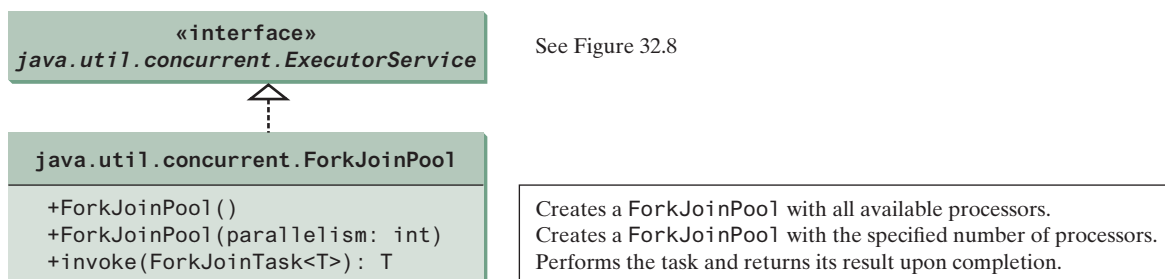 «interface»
java.util.concurrent.ExecutorService
See Figure 32.8
java.util.concurrent.ForkJoinPool
+ForkJoinPool()
+ForkJoinPool(parallelism: int)
+invoke(ForkJoinTask<T>): T
Creates a ForkJoinPool with all available processors.
Creates a ForkJoinPool with the specified number of processors.
Performs the task and returns its result upon completion.